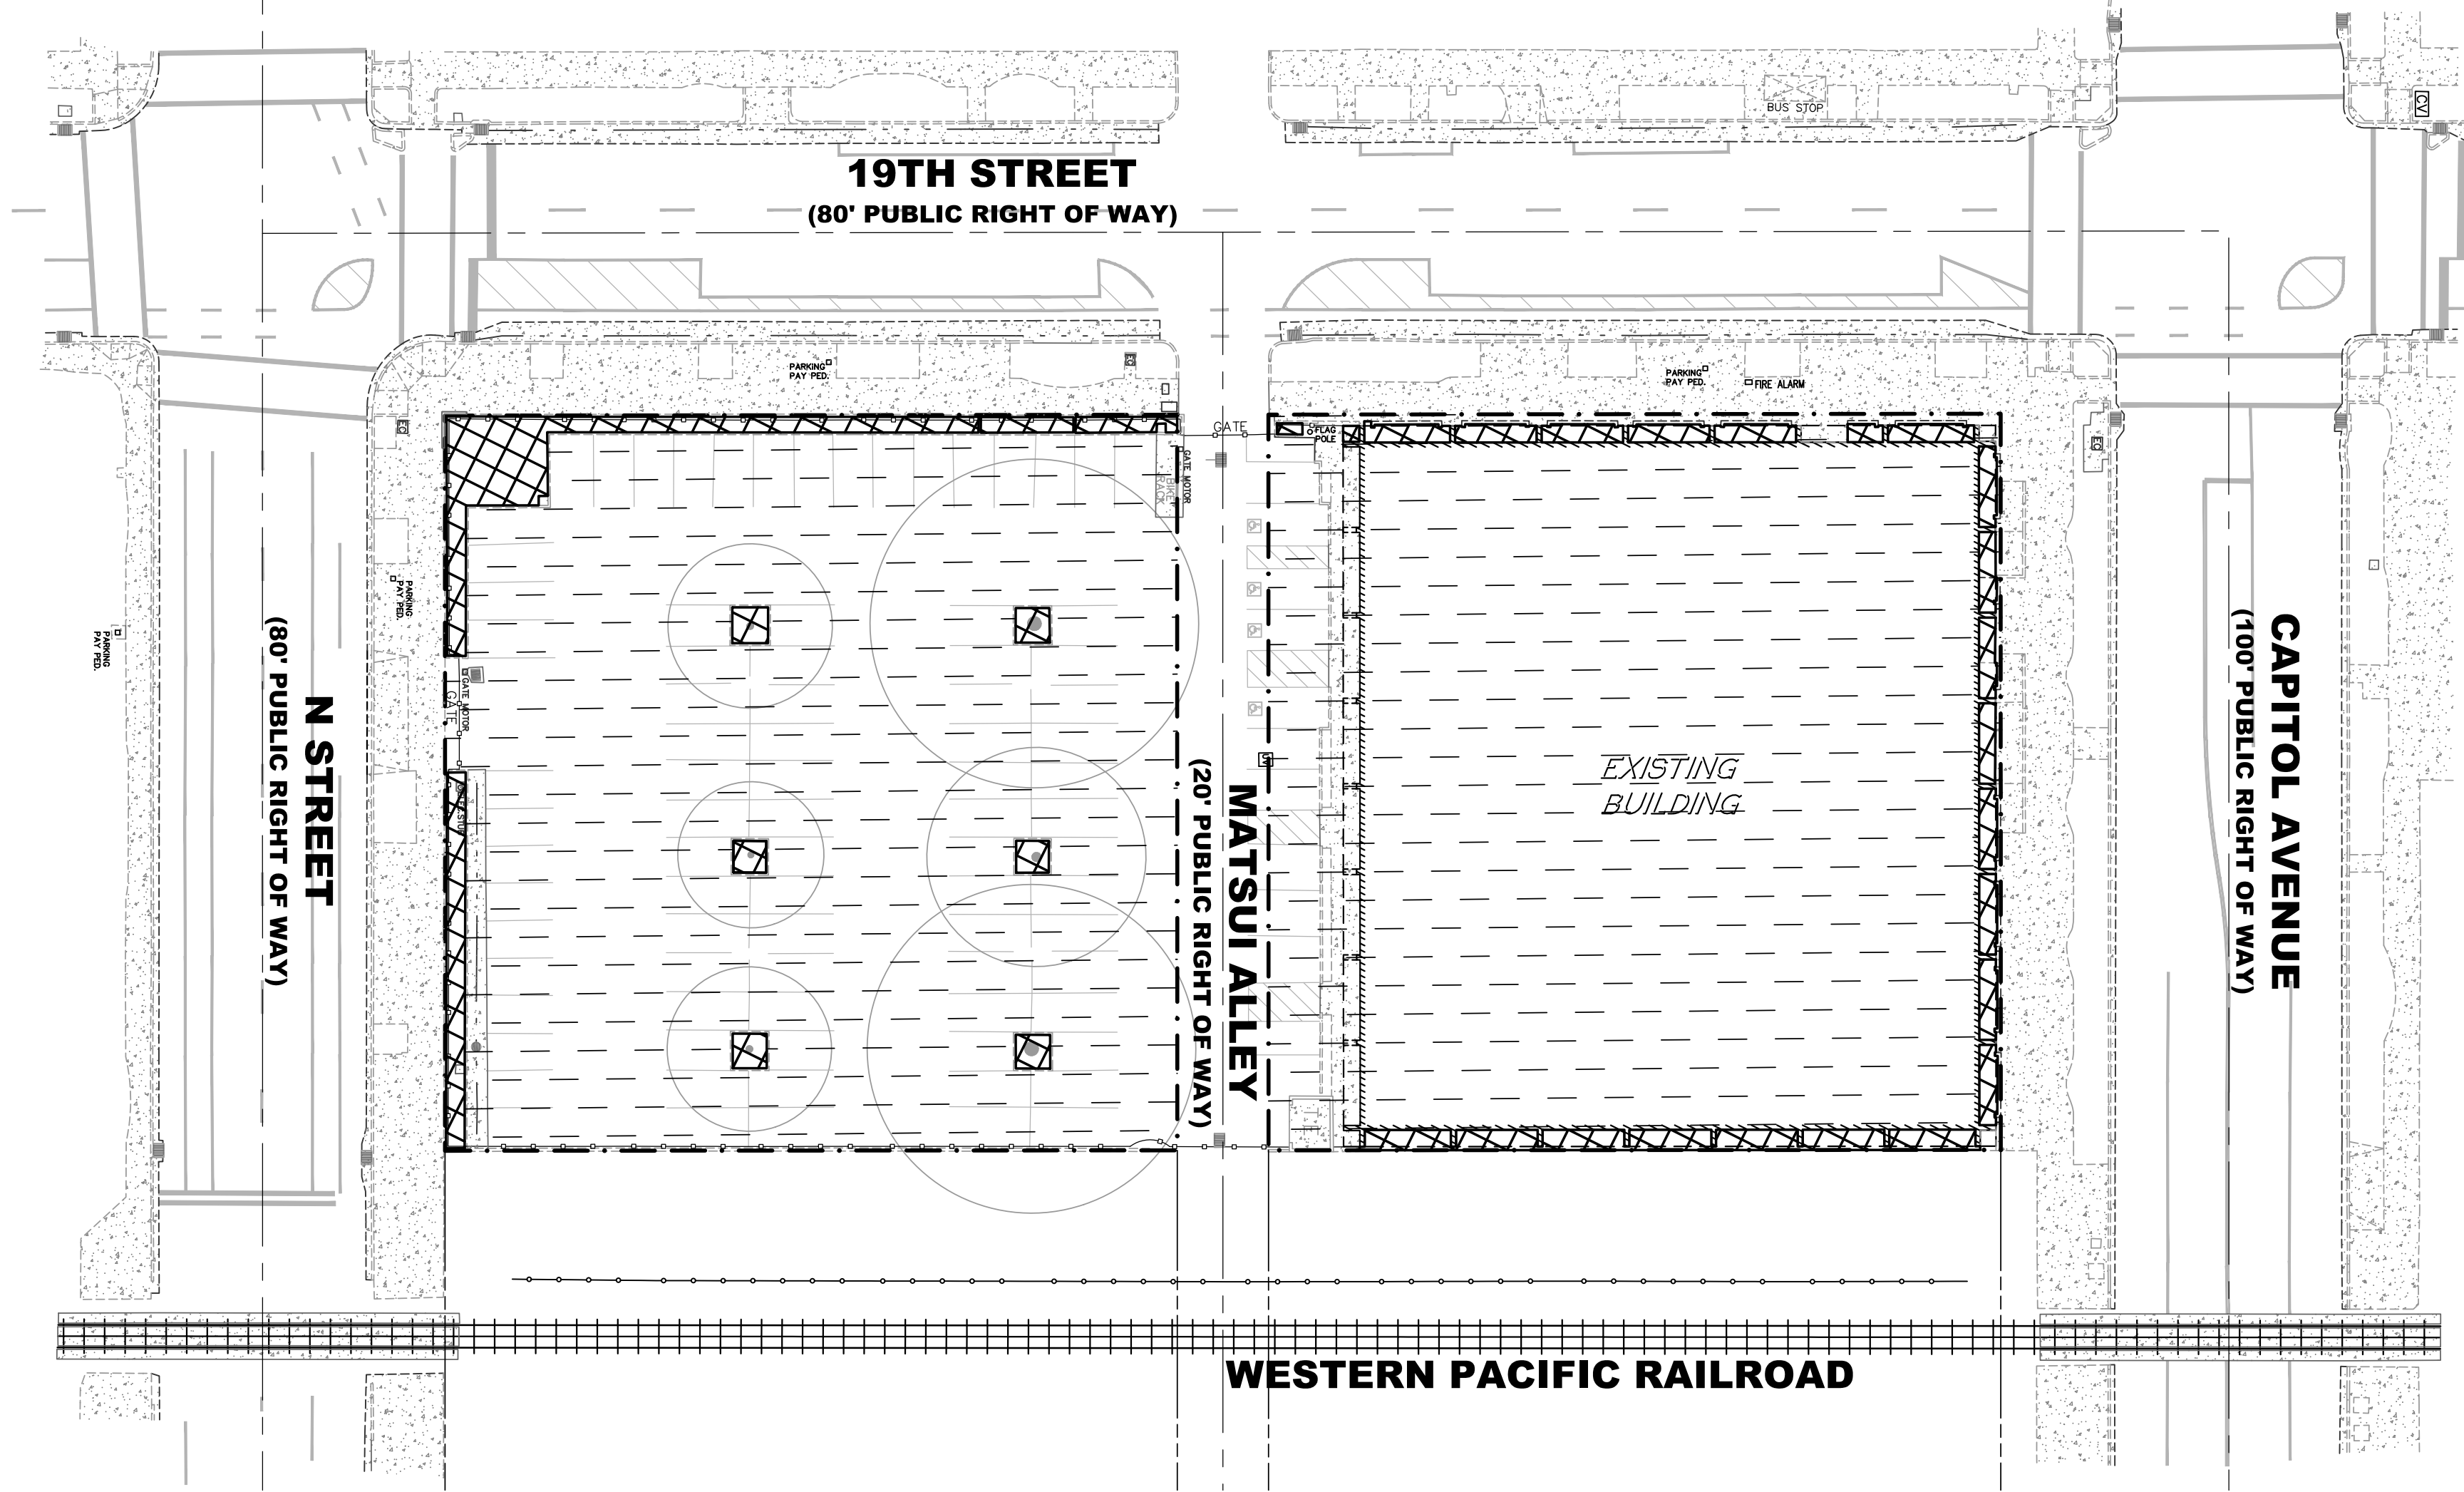 BUS STOP
CV
19TH STREET
(80' PUBLIC RIGHT OF WAY)
PARKING
PAY PED.
PARKING
PAY PED.
FIRE ALARM
GATE
FLAG
POLE
GATE MOTOR
BIKE
RACK
PARKING
PAY PED.
PARKING
PAY PED.
GATE MOTOR
GATE
N STREET
(80' PUBLIC RIGHT OF WAY)
MATSUI ALLEY
(20' PUBLIC RIGHT OF WAY)
EXISTING
BUILDING
CAPITOL AVENUE
(100' PUBLIC RIGHT OF WAY)
WESTERN PACIFIC RAILROAD